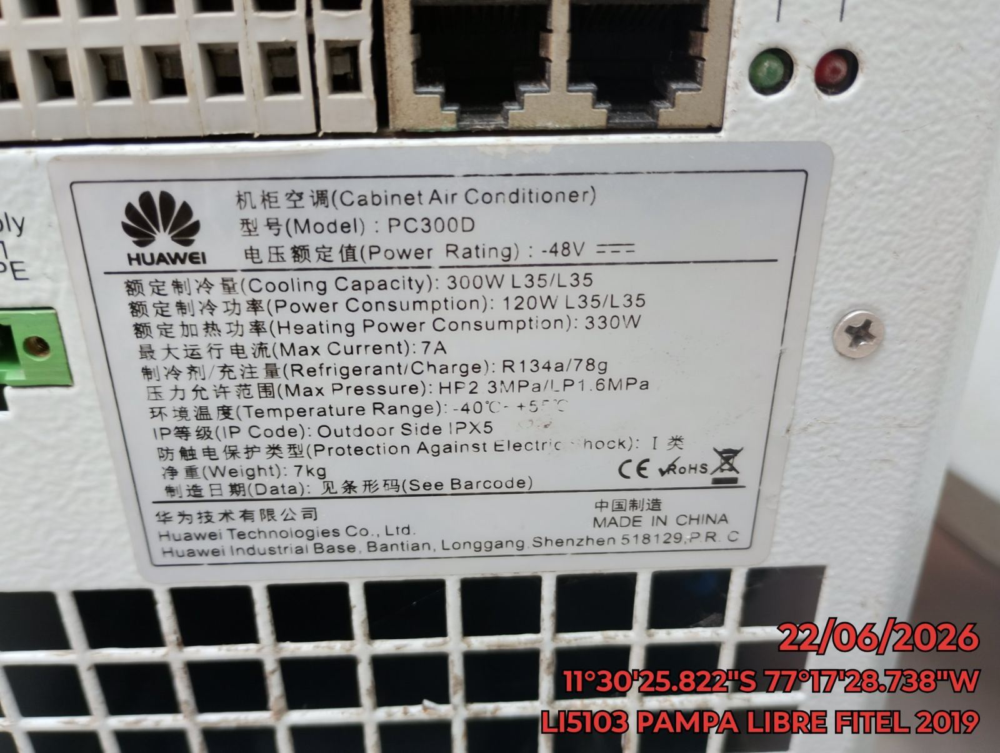 ply
PE
HUAWEI
机柜空调(Cabinet Air Conditioner)
型号(Model) : PC300D
电压额定值(Power Rating) : -48V
额定制冷量(Cooling Capacity): 300W L35/L35
额定制冷功率(Power Consumption): 120W L35/L35
额定加热功率(Heating Power Consumption): 330W
最大运行电流(Max Current): 7A
制冷剂/充注量(Refrigerant/Charge): R134a/78g
压力允许范围(Max Pressure): HP2.3MPa/LP1.6MPa
环境温度(Temperature Range): -40℃~ +55℃
IP等级(IP Code): Outdoor Side IPX5
防触电保护类型(Protection Against Electric hock): I 类
净重(Weight): 7kg
CE RoHS
制造日期(Data): 见条形码(See Barcode)
华为技术有限公司
中国制造
Huawei Technologies Co., Ltd.
MADE IN CHINA
Huawei Industrial Base, Bantian, Longgang Shenzhen 518129,P.R. C
22/06/2026
11°30'25.822"S 77°17'28.738"W
LI5103 PAMPA LIBRE FITEL 2019